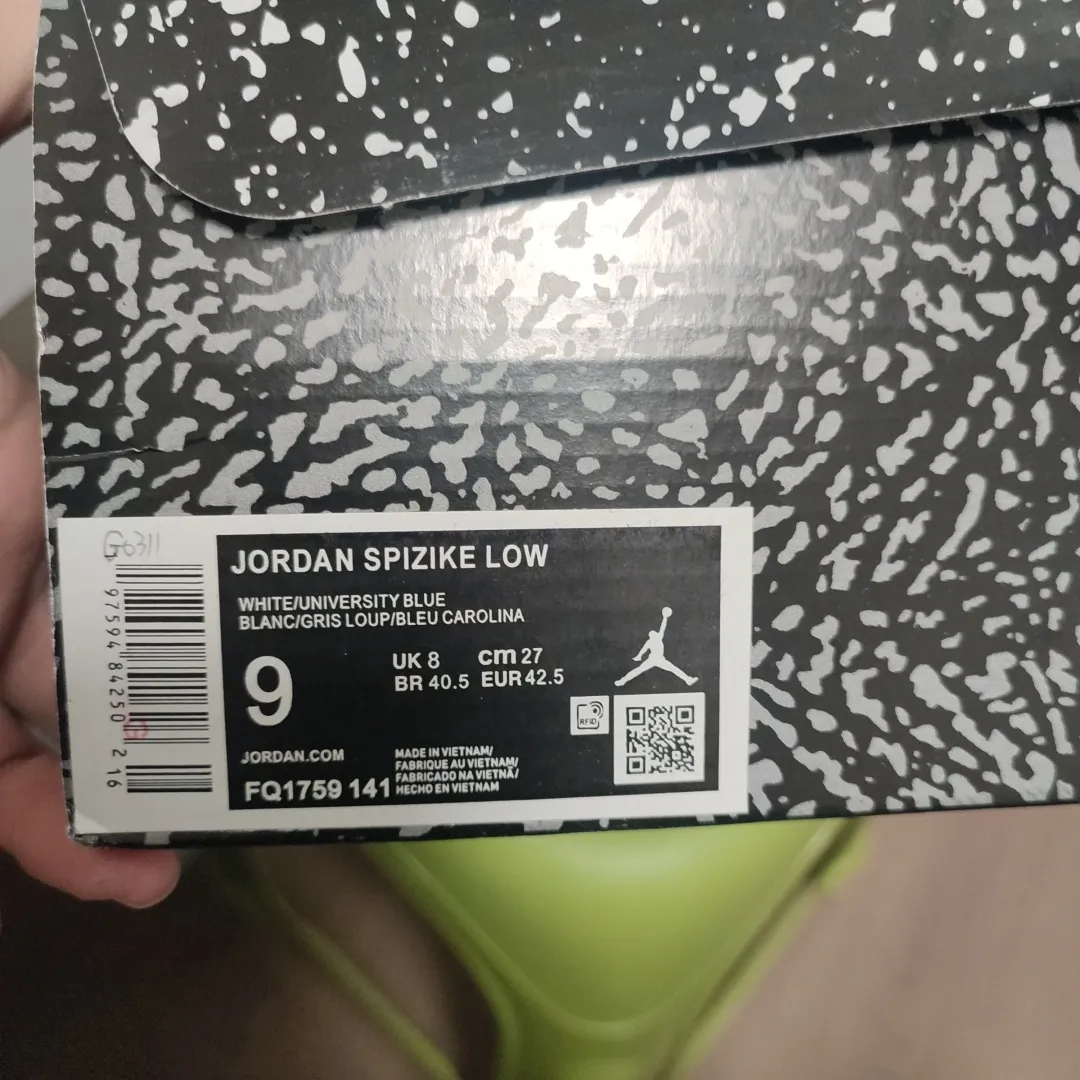 G6311
JORDAN SPIZIKE LOW
WHITE/UNIVERSITY BLUE
BLANC/GRIS LOUP/BLEU CAROLINA
9
UK 8 cm 27
BR 40.5 EUR 42.5
RFID
JORDAN.COM
FQ1759 141
MADE IN VIETNAM/
FABRIQUE AU VIETNAM/
FABRICADO NA VIETNÃ/
HECHO EN VIETNAM